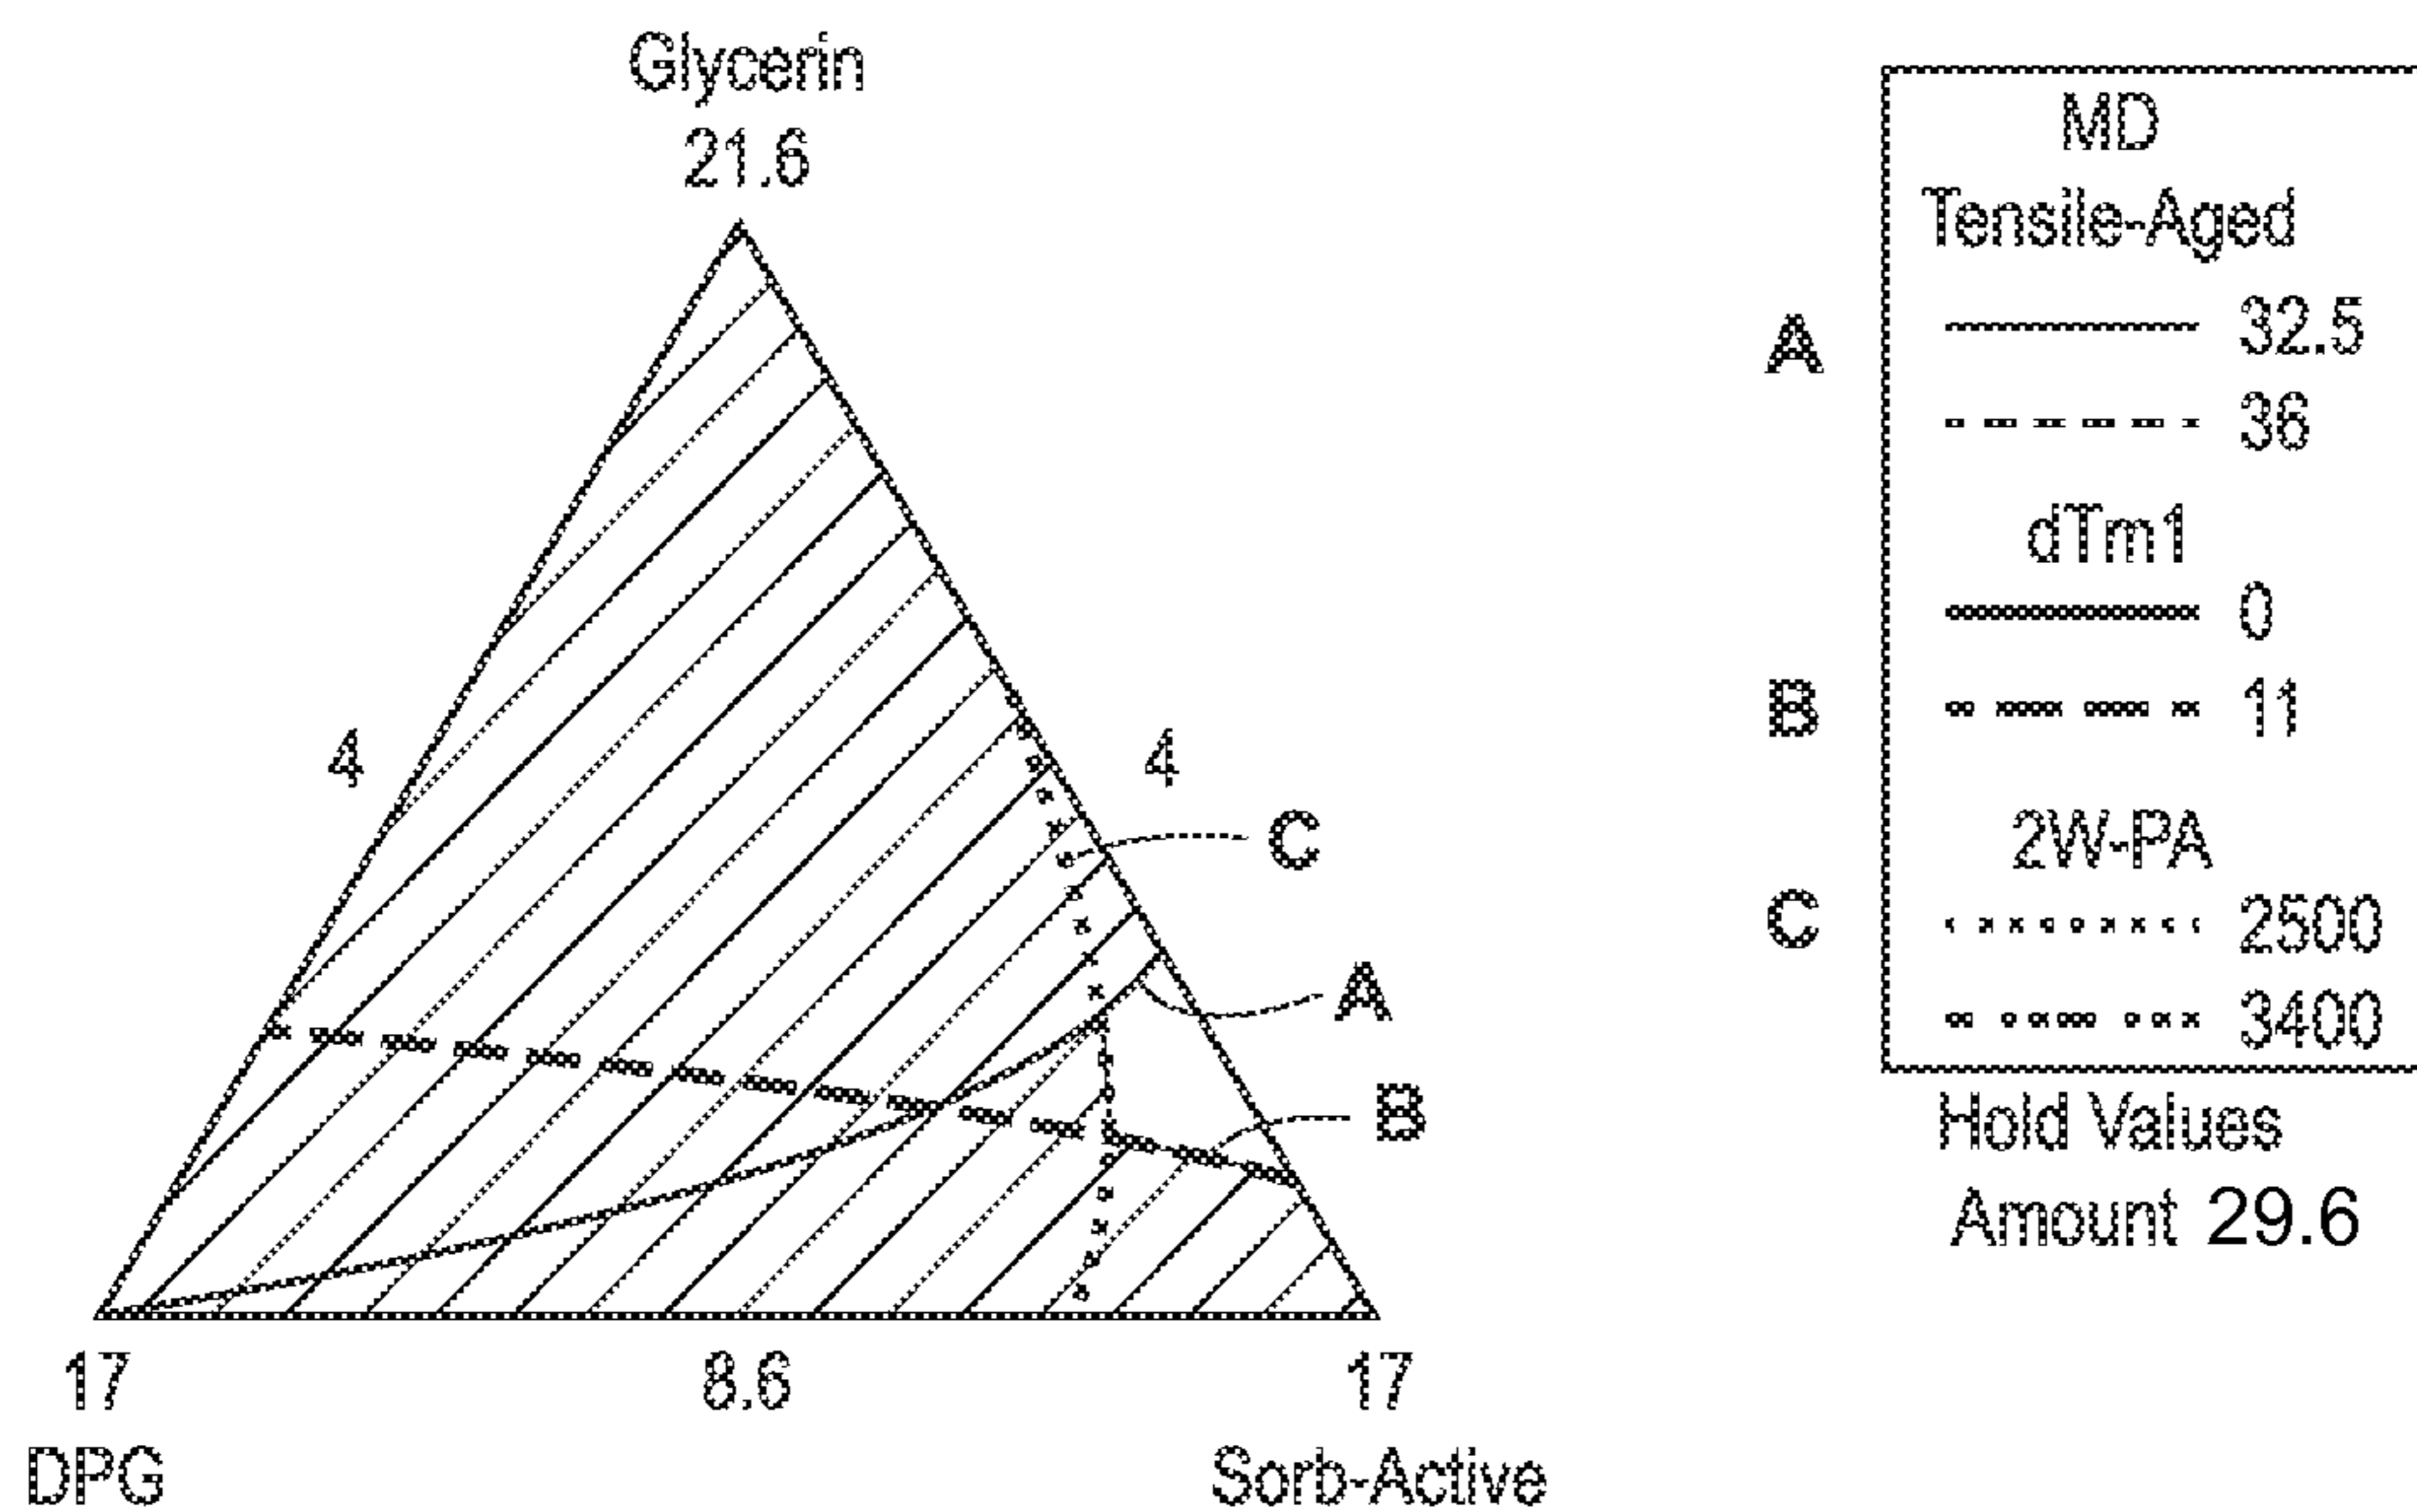 Glycerin
21.6
4
4
C
A
B
17
8.6
17
DPG
Sorb-Active
MD
Tensile-Aged
A
32.5
36
dTm1
0
B
11
2W-PA
C
2500
3400
Hold Values
Amount 29.6